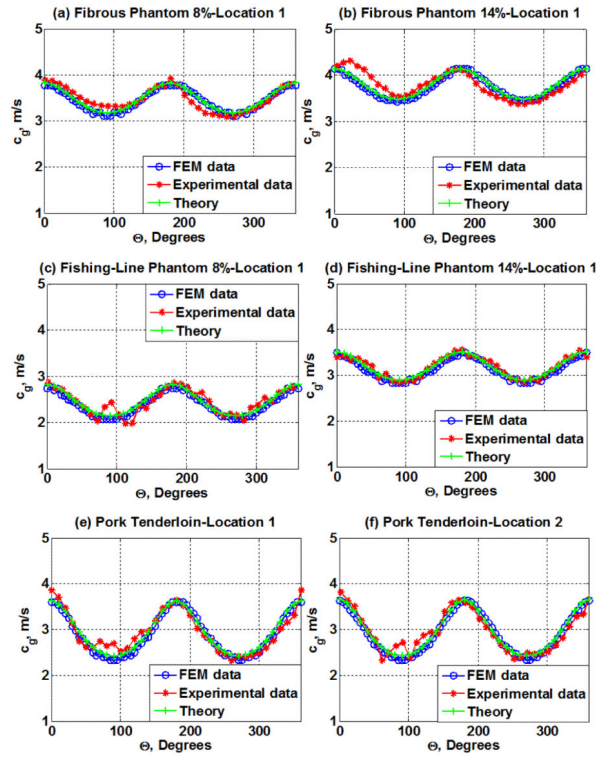 (a) Fibrous Phantom 8%-Location 1
5
4
3
2
1
c_g, m/s
FEM data
Experimental data
Theory
0 100 200 300
Θ, Degrees
(b) Fibrous Phantom 14%-Location 1
5
4
3
2
1
c_g, m/s
FEM data
Experimental data
Theory
0 100 200 300
Θ, Degrees
(c) Fishing-Line Phantom 8%-Location 1
5
4
3
2
1
c_g, m/s
FEM data
Experimental data
Theory
0 100 200 300
Θ, Degrees
(d) Fishing-Line Phantom 14%-Location 1
5
4
3
2
1
c_g, m/s
FEM data
Experimental data
Theory
0 100 200 300
Θ, Degrees
(e) Pork Tenderloin-Location 1
5
4
3
2
1
c_g, m/s
FEM data
Experimental data
Theory
0 100 200 300
Θ, Degrees
(f) Pork Tenderloin-Location 2
5
4
3
2
1
c_g, m/s
FEM data
Experimental data
Theory
0 100 200 300
Θ, Degrees